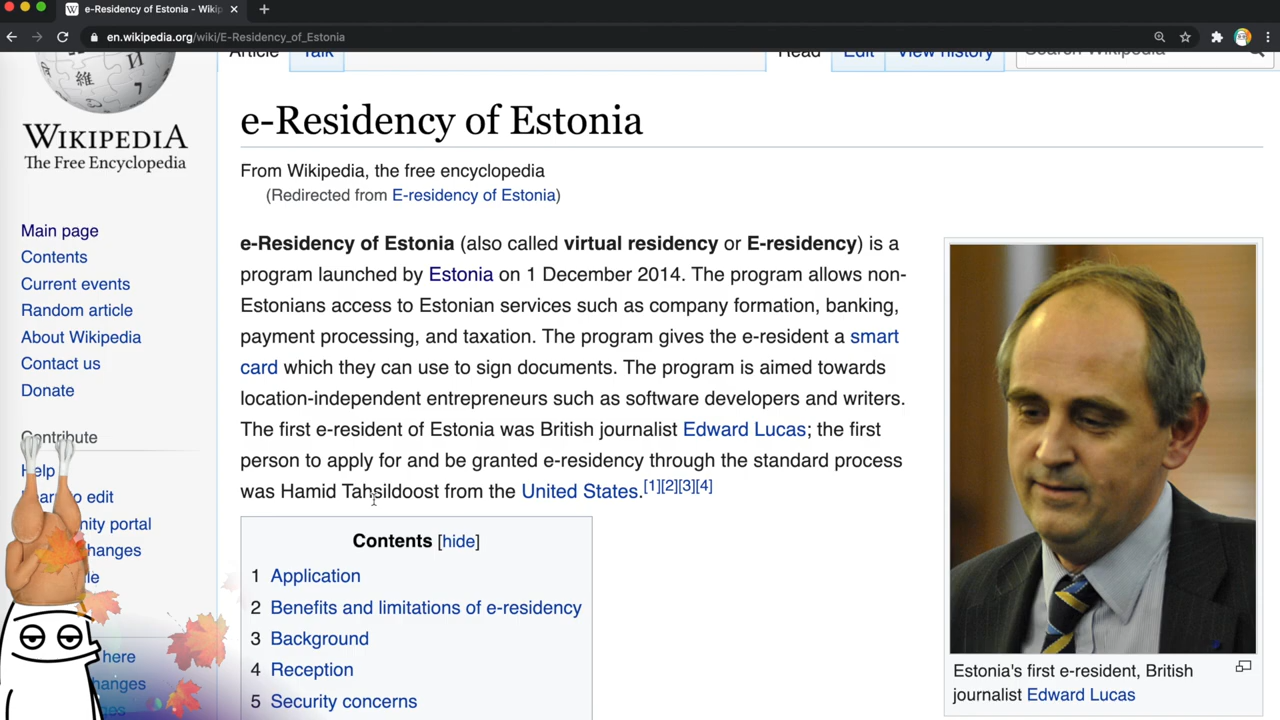 e-Residency of Estonia - Wikip
en.wikipedia.org/wiki/E-Residency_of_Estonia
Article Talk Read Edit View history Search Wikipedia
WIKIPEDIA
The Free Encyclopedia
Main page
Contents
Current events
Random article
About Wikipedia
Contact us
Donate
Contribute
Help
Learn to edit
nity portal
hanges
le
here
hanges
ges
e-Residency of Estonia
From Wikipedia, the free encyclopedia
(Redirected from E-residency of Estonia)
e-Residency of Estonia (also called virtual residency or E-residency) is a
program launched by Estonia on 1 December 2014. The program allows non-
Estonians access to Estonian services such as company formation, banking,
payment processing, and taxation. The program gives the e-resident a smart
card which they can use to sign documents. The program is aimed towards
location-independent entrepreneurs such as software developers and writers.
The first e-resident of Estonia was British journalist Edward Lucas; the first
person to apply for and be granted e-residency through the standard process
was Hamid Tahsildoost from the United States.[1][2][3][4]
Contents [hide]
1 Application
2 Benefits and limitations of e-residency
3 Background
4 Reception
5 Security concerns
Estonia's first e-resident, British
journalist Edward Lucas